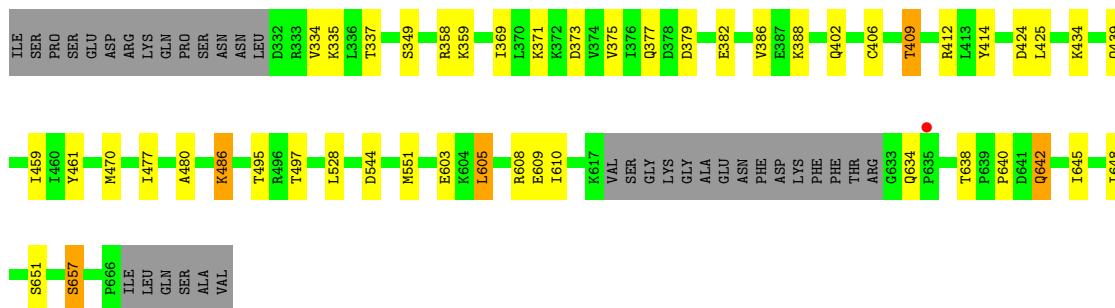 ILE SER PRO SER GLU ASP ARG LYS GLN PRO SER ASN ASN LEU D332 R333 V334 K335 L336 T337 S349 R358 K359 I369 L370 K371 K372 D373 V374 V375 I376 Q377 D378 D379 E382 V386 E387 K388 Q402 C406 T409 R412 L413 Y414 D424 L425 K434
I459 I460 Y461 M470 I477 A480 K486 T495 R496 T497 L528 D544 M551 E603 K604 L605 R608 E609 I610 K617 VAL SER GLY LYS GLY ALA GLU ASN PHE ASP LYS PHE PHE THR ARG G633 Q634 P635 T638 P639 P640 D641 Q642 I645 I648
S651 S657 P666 ILE LEU GLN SER ALA VAL